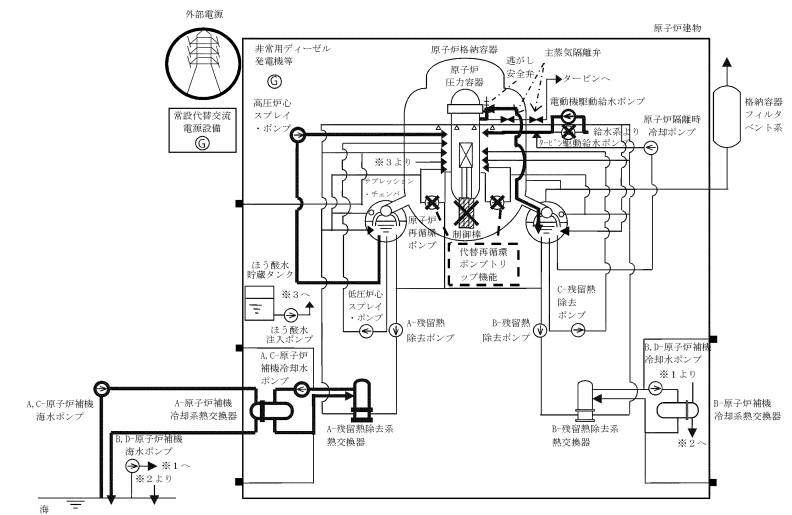 外部電源
原子炉建物
非常用ディーゼル
発電機等
G
原子炉格納容器
原子炉
圧力容器
逃がし
安全弁
主蒸気隔離弁
タービンへ
電動機駆動給水ポンプ
給水系より
タービン駆動給水ポンプ
原子炉隔離時
冷却ポンプ
格納容器
フィルタ
ベント系
常設代替交流
電源設備
G
高圧炉心
スプレイ
・ポンプ
※3より
サプレッション
・チェンバ
原子炉
再循環
ポンプ
制御棒
代替再循環
ポンプトリ
ップ機能
ほう酸水
貯蔵タンク
※3へ
ほう酸水
注入ポンプ
低圧炉心
スプレイ
・ポンプ
A-残留熱
除去ポンプ
B-残留熱
除去ポンプ
C-残留熱
除去
ポンプ
A,C-原子炉
補機冷却水
ポンプ
B,D-原子炉補機
冷却水ポンプ
※1より
A,C-原子炉補機
海水ポンプ
A-原子炉補機
冷却系熱交換器
B-原子炉補機
冷却系熱交換器
※2へ
A-残留熱除去系
熱交換器
B-残留熱除去系
熱交換器
B,D-原子炉補機
海水ポンプ
※1へ
※2より
海